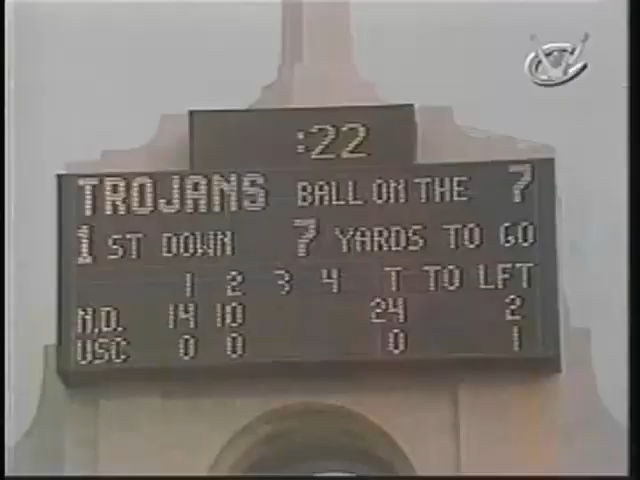 :22
TROJANS BALL ON THE 7
1 ST DOWN 7 YARDS TO GO
1 2 3 4 T TO LFT
N.D. 14 10 24 2
USC 0 0 0 1